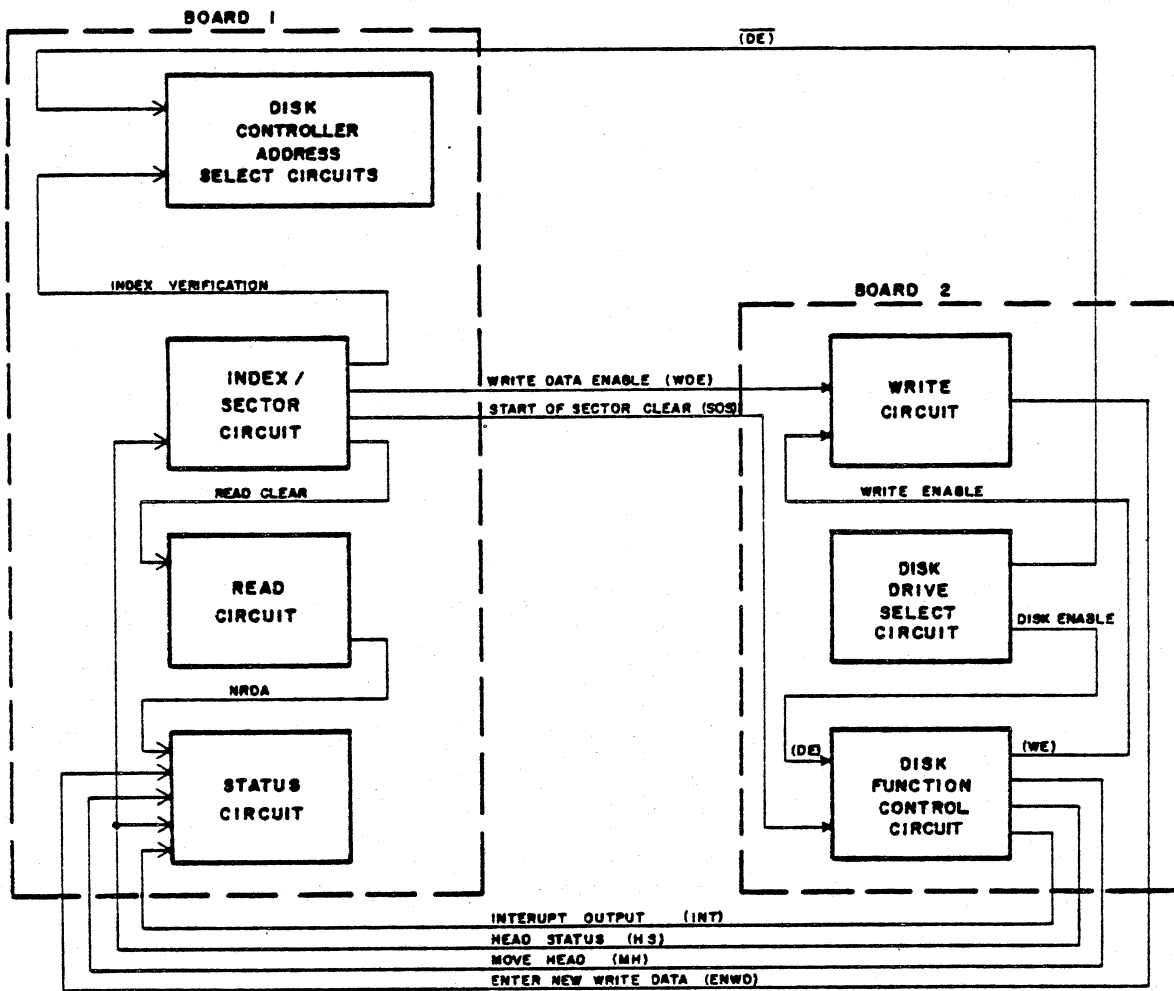 BOARD 1
(DE)
DISK
CONTROLLER
ADDRESS
SELECT CIRCUITS
INDEX VERIFICATION
BOARD 2
INDEX /
SECTOR
CIRCUIT
WRITE DATA ENABLE (WDE)
START OF SECTOR CLEAR (SOS)
WRITE
CIRCUIT
READ CLEAR
WRITE ENABLE
READ
CIRCUIT
DISK
DRIVE
SELECT
CIRCUIT
DISK ENABLE
NRDA
STATUS
CIRCUIT
(DE)
(WE)
DISK
FUNCTION
CONTROL
CIRCUIT
INTERUPT OUTPUT (INT)
HEAD STATUS (HS)
MOVE HEAD (MH)
ENTER NEW WRITE DATA (ENWD)